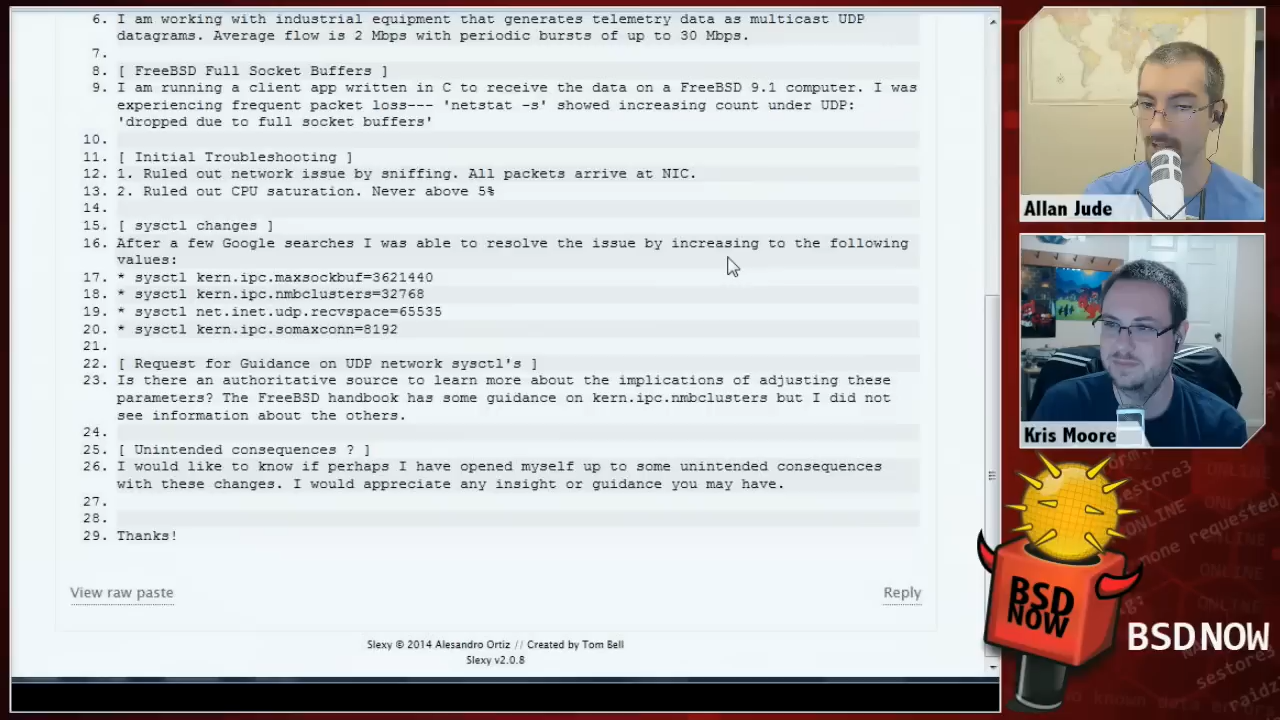 6. I am working with industrial equipment that generates telemetry data as multicast UDP
datagrams. Average flow is 2 Mbps with periodic bursts of up to 30 Mbps.
7.
8. [ FreeBSD Full Socket Buffers ]
9. I am running a client app written in C to receive the data on a FreeBSD 9.1 computer. I was
experiencing frequent packet loss--- 'netstat -s' showed increasing count under UDP:
'dropped due to full socket buffers'
10.
11. [ Initial Troubleshooting ]
12. 1. Ruled out network issue by sniffing. All packets arrive at NIC.
13. 2. Ruled out CPU saturation. Never above 5%
14.
15. [ sysctl changes ]
16. After a few Google searches I was able to resolve the issue by increasing to the following
values:
17. * sysctl kern.ipc.maxsockbuf=3621440
18. * sysctl kern.ipc.nmbclusters=32768
19. * sysctl net.inet.udp.recvspace=65535
20. * sysctl kern.ipc.somaxconn=8192
21.
22. [ Request for Guidance on UDP network sysctl's ]
23. Is there an authoritative source to learn more about the implications of adjusting these
parameters? The FreeBSD handbook has some guidance on kern.ipc.nmbclusters but I did not
see information about the others.
24.
25. [ Unintended consequences ? ]
26. I would like to know if perhaps I have opened myself up to some unintended consequences
with these changes. I would appreciate any insight or guidance you may have.
27.
28.
29. Thanks!
View raw paste
Reply
Slexy © 2014 Alesandro Ortiz // Created by Tom Bell
Slexy v2.0.8
Allan Jude
Kris Moore
BSD
NOW
BSD NOW